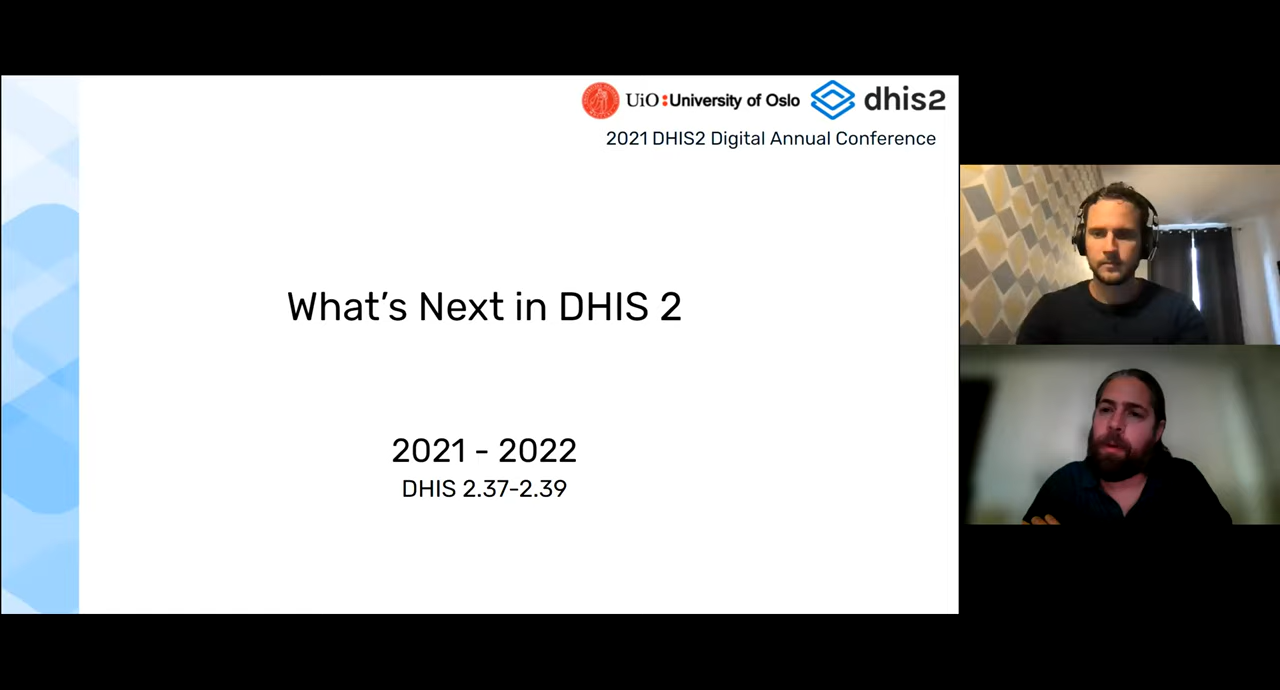 UiO:University of Oslo dhis2
2021 DHIS2 Digital Annual Conference
What's Next in DHIS 2
2021 - 2022
DHIS 2.37-2.39